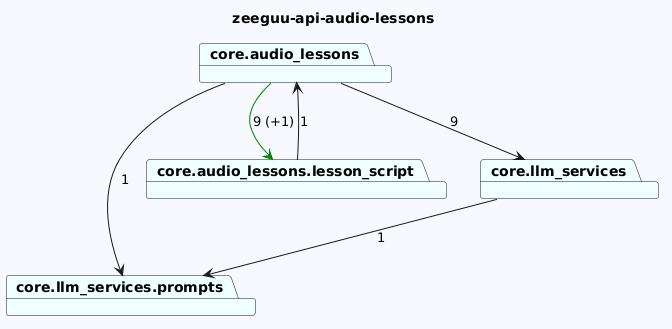 zeeguu-api-audio-lessons
core.audio_lessons
9 (+1)
1
9
1
core.audio_lessons.lesson_script
core.llm_services
1
core.llm_services.prompts